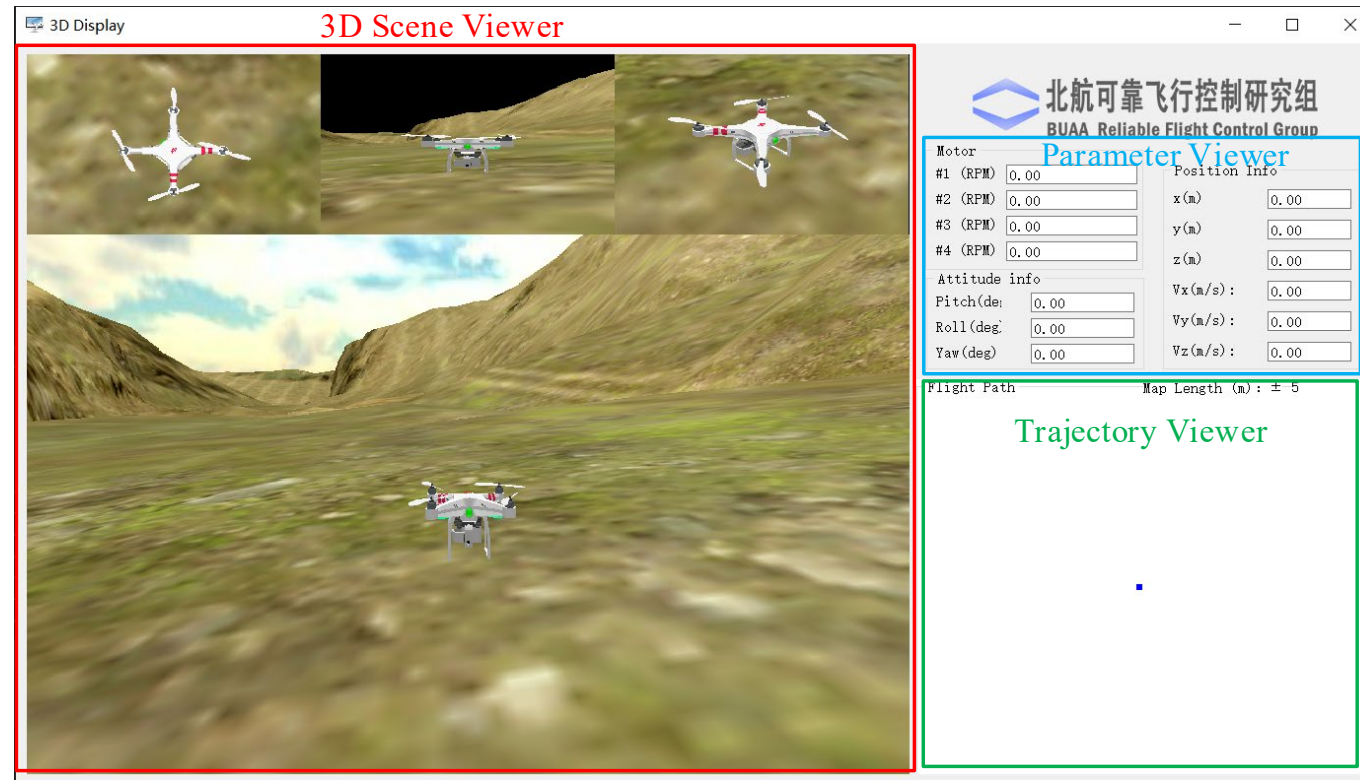 3D Display
3D Scene Viewer
北航可靠飞行控制研究组
BUAA Reliable Flight Control Group
Parameter Viewer
Motor
#1 (RPM) 0.00
#2 (RPM) 0.00
#3 (RPM) 0.00
#4 (RPM) 0.00
Attitude info
Pitch(de 0.00
Roll(deg 0.00
Yaw(deg) 0.00
Position Info
x(m) 0.00
y(m) 0.00
z(m) 0.00
Vx(m/s): 0.00
Vy(m/s): 0.00
Vz(m/s): 0.00
Flight Path Map Length (m): ± 5
Trajectory Viewer